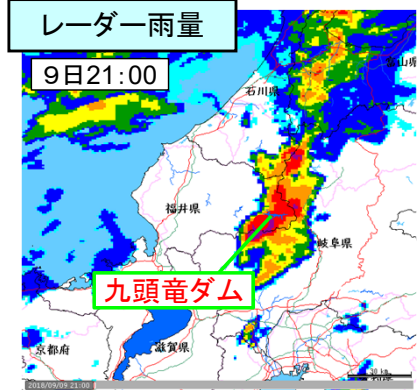 レーダー雨量
9日21:00
石川県
富山県
福井県
岐阜県
九頭竜ダム
京都府
滋賀県
2018/09/09 21:00
30 km